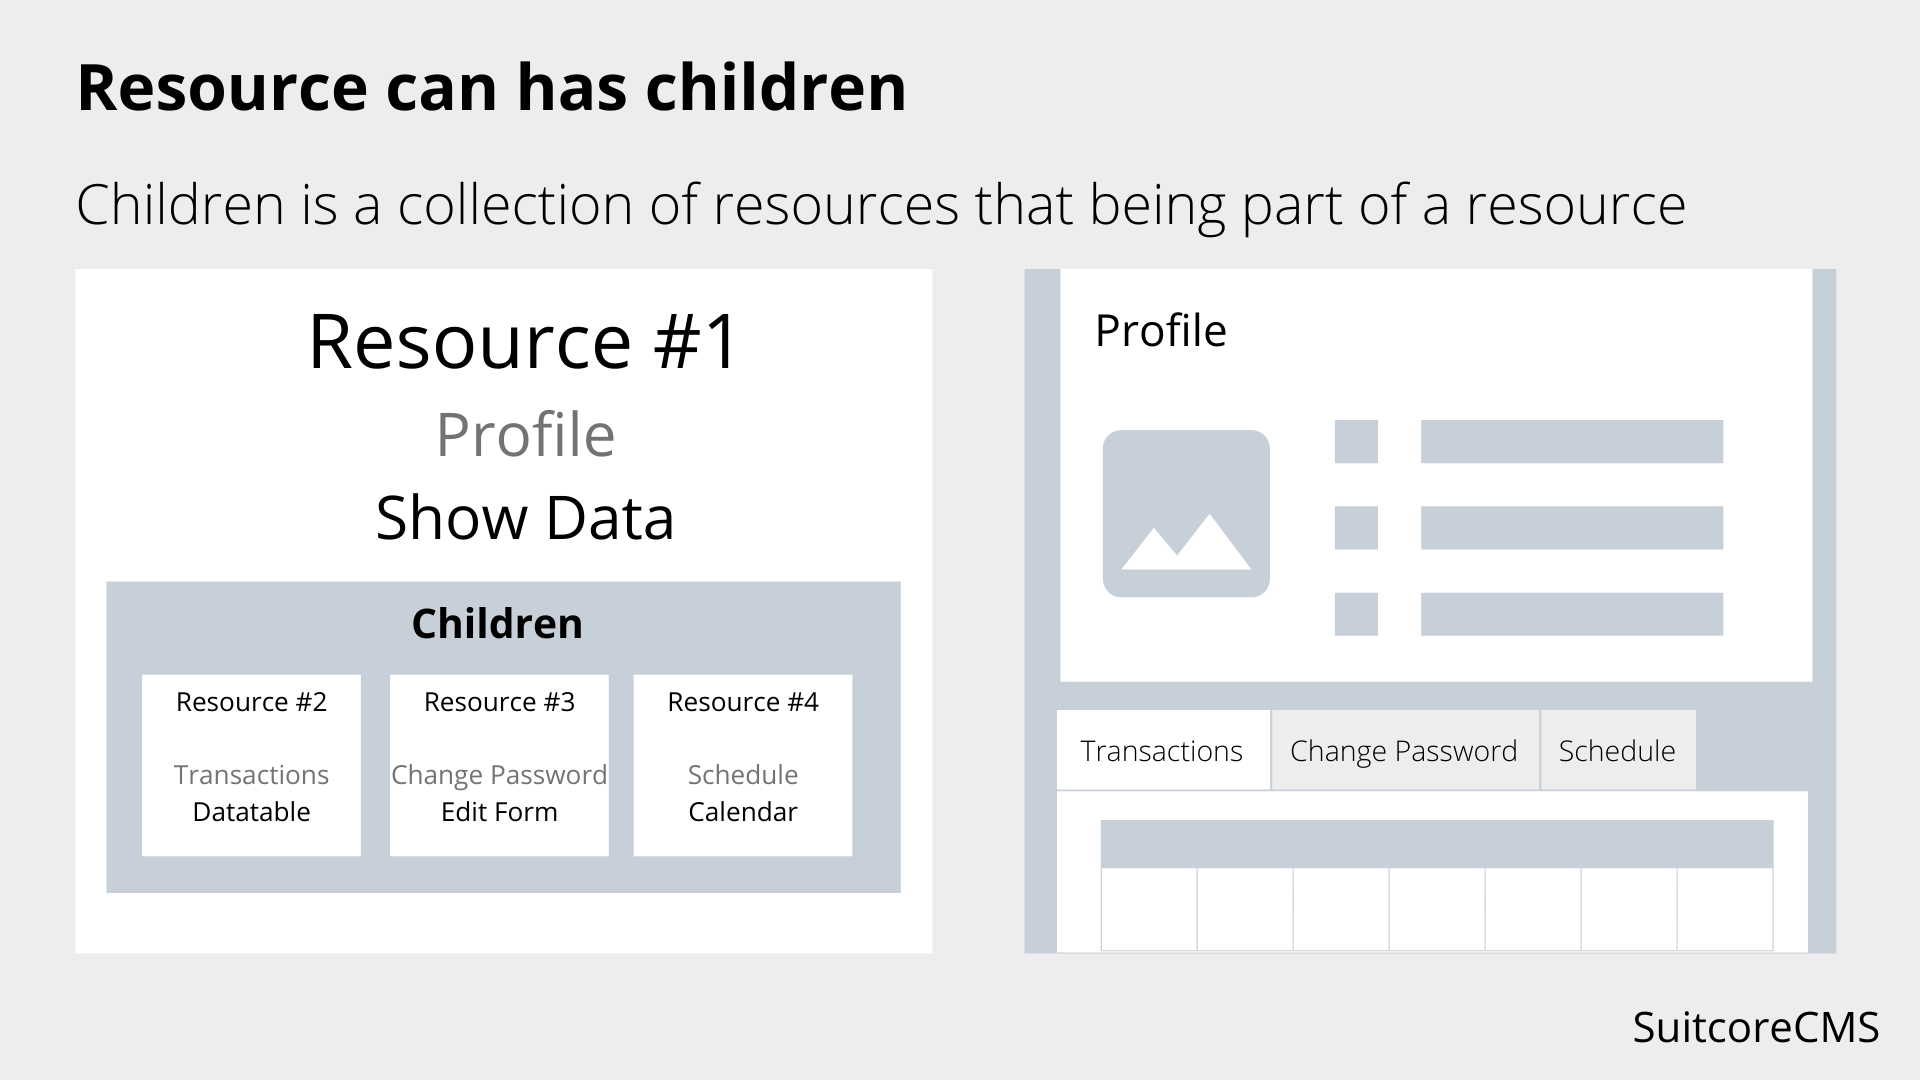 Resource can has children
Children is a collection of resources that being part of a resource
Resource #1
Profile
Show Data
Children
Resource #2
Transactions
Datatable
Resource #3
Change Password
Edit Form
Resource #4
Schedule
Calendar
Profile
Transactions
Change Password
Schedule
SuitcoreCMS